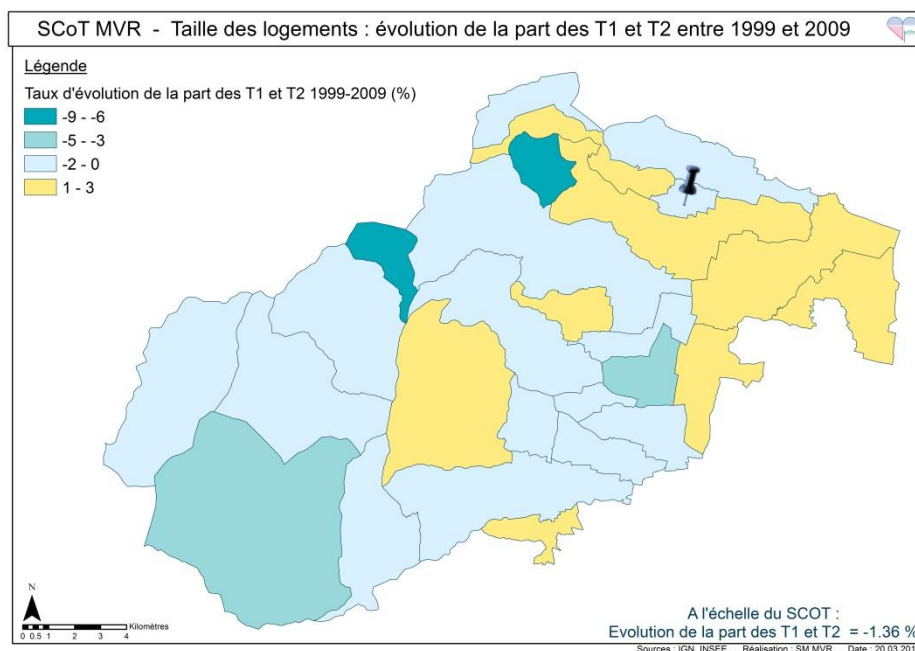 SCoT MVR - Taille des logements : évolution de la part des T1 et T2 entre 1999 et 2009
Légende
Taux d'évolution de la part des T1 et T2 1999-2009 (%)
-9 - -6
-5 - -3
-2 - 0
1 - 3
N
0 0.5 1 2 3 4 Kilomètres
A l'échelle du SCOT :
Evolution de la part des T1 et T2 = -1.36 %
Sources : IGN, INSEE Réalisation : SM MVR Date :